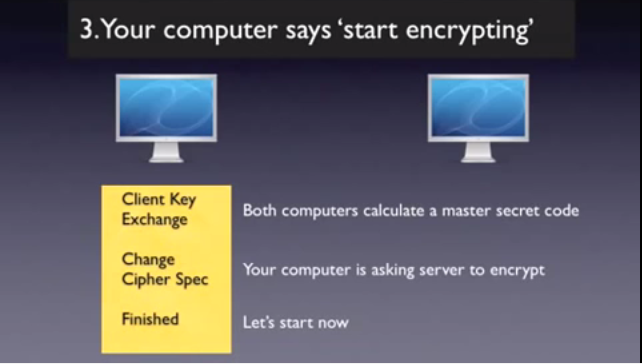 3. Your computer says ‘start encrypting’
Client Key
Exchange
Both computers calculate a master secret code
Change
Cipher Spec
Your computer is asking server to encrypt
Finished
Let's start now